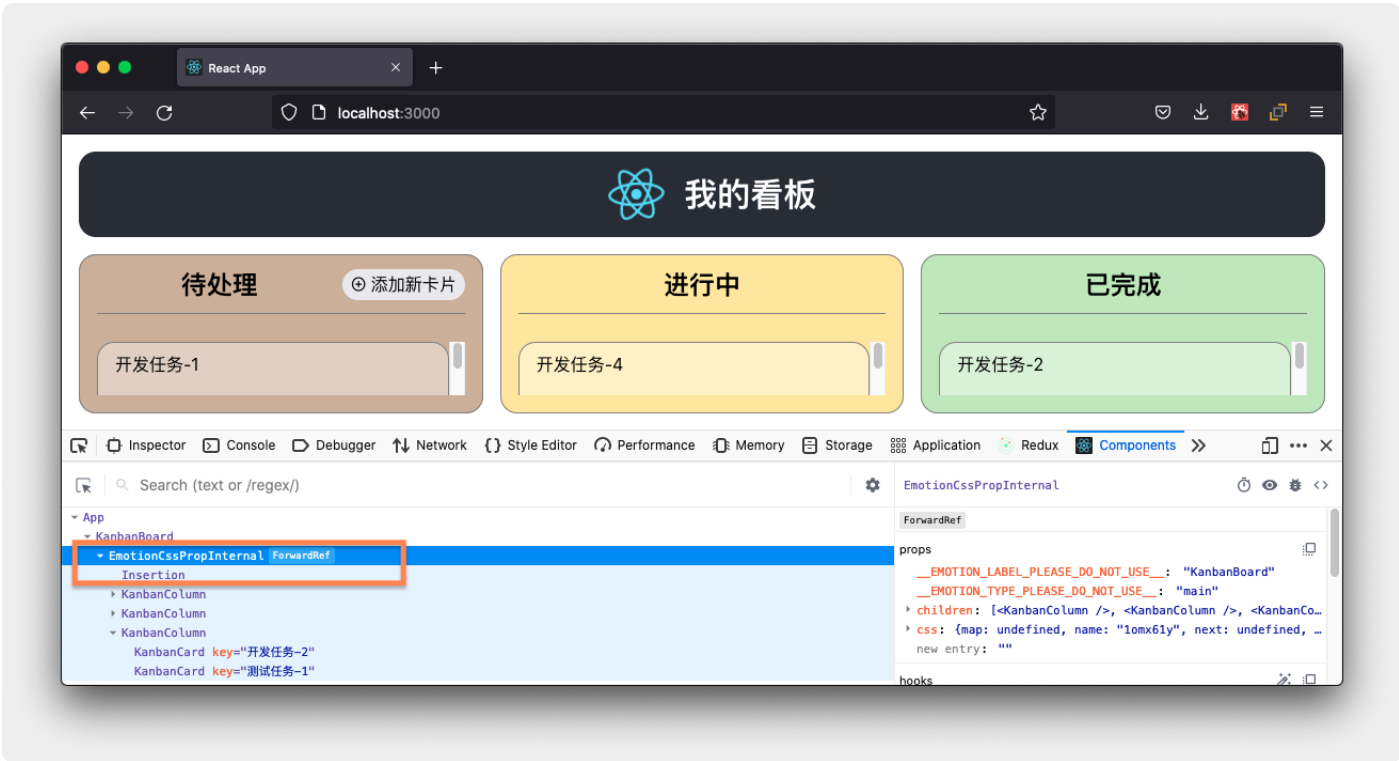 React App
localhost:3000
我的看板
待处理 添加新卡片 进行中 已完成
开发任务-1 开发任务-4 开发任务-2
Inspector Console Debugger Network Style Editor Performance Memory Storage Application Redux Components
Search (text or /regex/)
EmotionCssPropInternal
App
KanbanBoard
EmotionCssPropInternal ForwardRef
Insertion
KanbanColumn
KanbanColumn
KanbanColumn
KanbanCard key="开发任务-2"
KanbanCard key="测试任务-1"
ForwardRef
props
__EMOTION_LABEL_PLEASE_DO_NOT_USE__: "KanbanBoard"
__EMOTION_TYPE_PLEASE_DO_NOT_USE__: "main"
children: [<KanbanColumn />, <KanbanColumn />, <KanbanCo…
css: {map: undefined, name: "1omx61y", next: undefined, …
new entry: ""
hooks